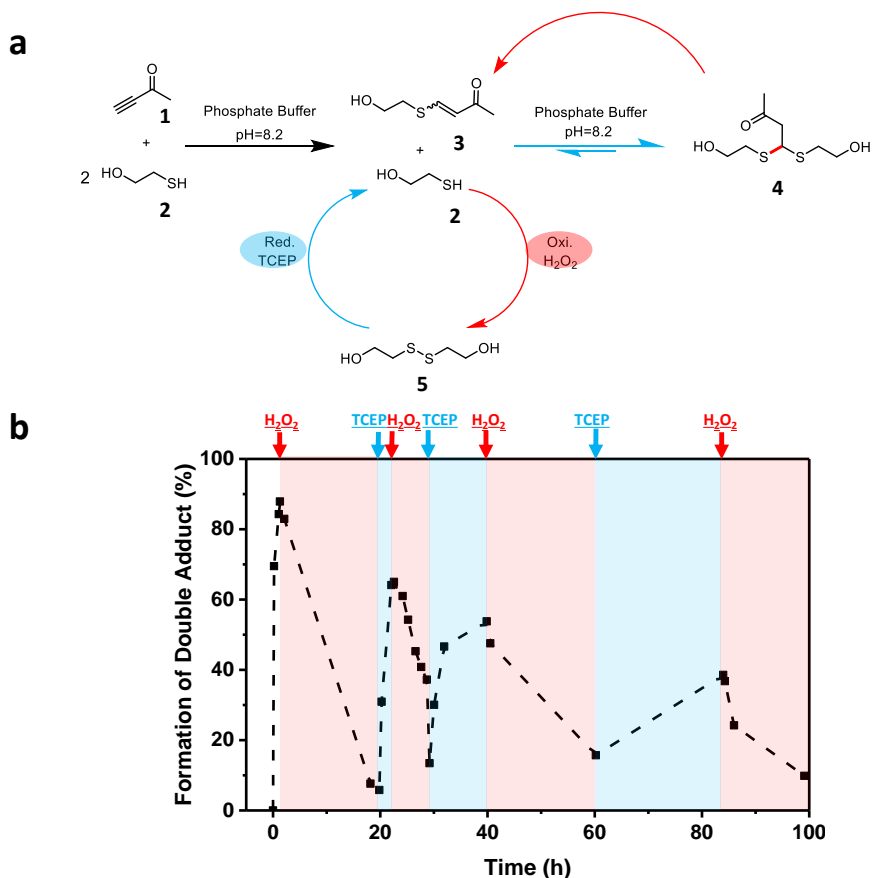 a
O
1
+
2 HO SH
2
Phosphate Buffer
pH=8.2
HO S O
3
+
HO SH
2
Phosphate Buffer
pH=8.2
O
HO S S OH
4
Red.
TCEP
Oxi.
H₂O₂
HO S S OH
5
b
H₂O₂ TCEP H₂O₂ TCEP H₂O₂ TCEP H₂O₂
Formation of Double Adduct (%)
100
80
60
40
20
0
0 20 40 60 80 100
Time (h)